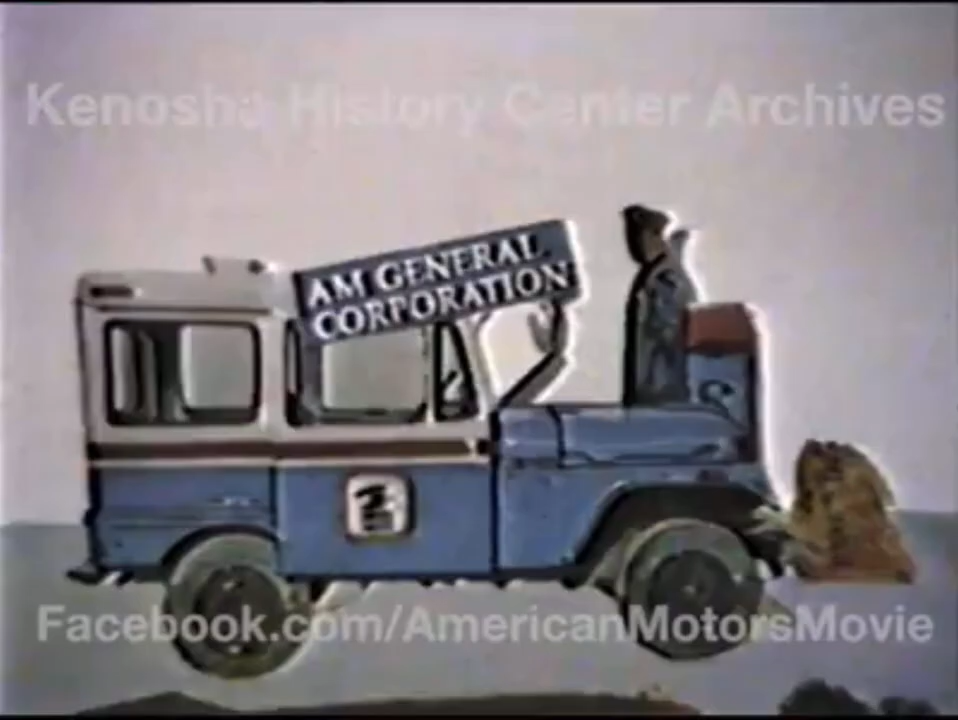 Kenosha History Center Archives
AM GENERAL
CORPORATION
Facebook.com/AmericanMotorsMovie